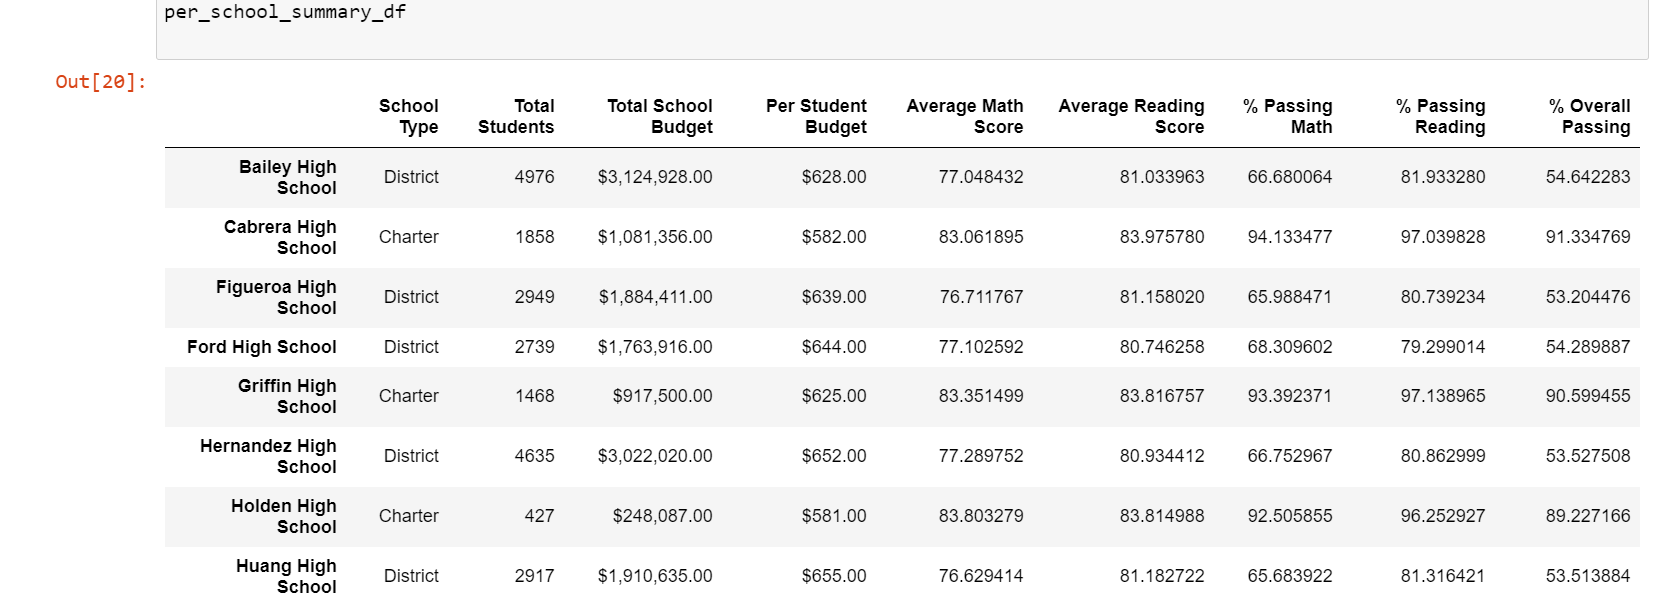 per_school_summary_df
Out[20]:
School Type Total Students Total School Budget Per Student Budget Average Math Score Average Reading Score % Passing Math % Passing Reading % Overall Passing
Bailey High School District 4976 $3,124,928.00 $628.00 77.048432 81.033963 66.680064 81.933280 54.642283
Cabrera High School Charter 1858 $1,081,356.00 $582.00 83.061895 83.975780 94.133477 97.039828 91.334769
Figueroa High School District 2949 $1,884,411.00 $639.00 76.711767 81.158020 65.988471 80.739234 53.204476
Ford High School District 2739 $1,763,916.00 $644.00 77.102592 80.746258 68.309602 79.299014 54.289887
Griffin High School Charter 1468 $917,500.00 $625.00 83.351499 83.816757 93.392371 97.138965 90.599455
Hernandez High School District 4635 $3,022,020.00 $652.00 77.289752 80.934412 66.752967 80.862999 53.527508
Holden High School Charter 427 $248,087.00 $581.00 83.803279 83.814988 92.505855 96.252927 89.227166
Huang High School District 2917 $1,910,635.00 $655.00 76.629414 81.182722 65.683922 81.316421 53.513884